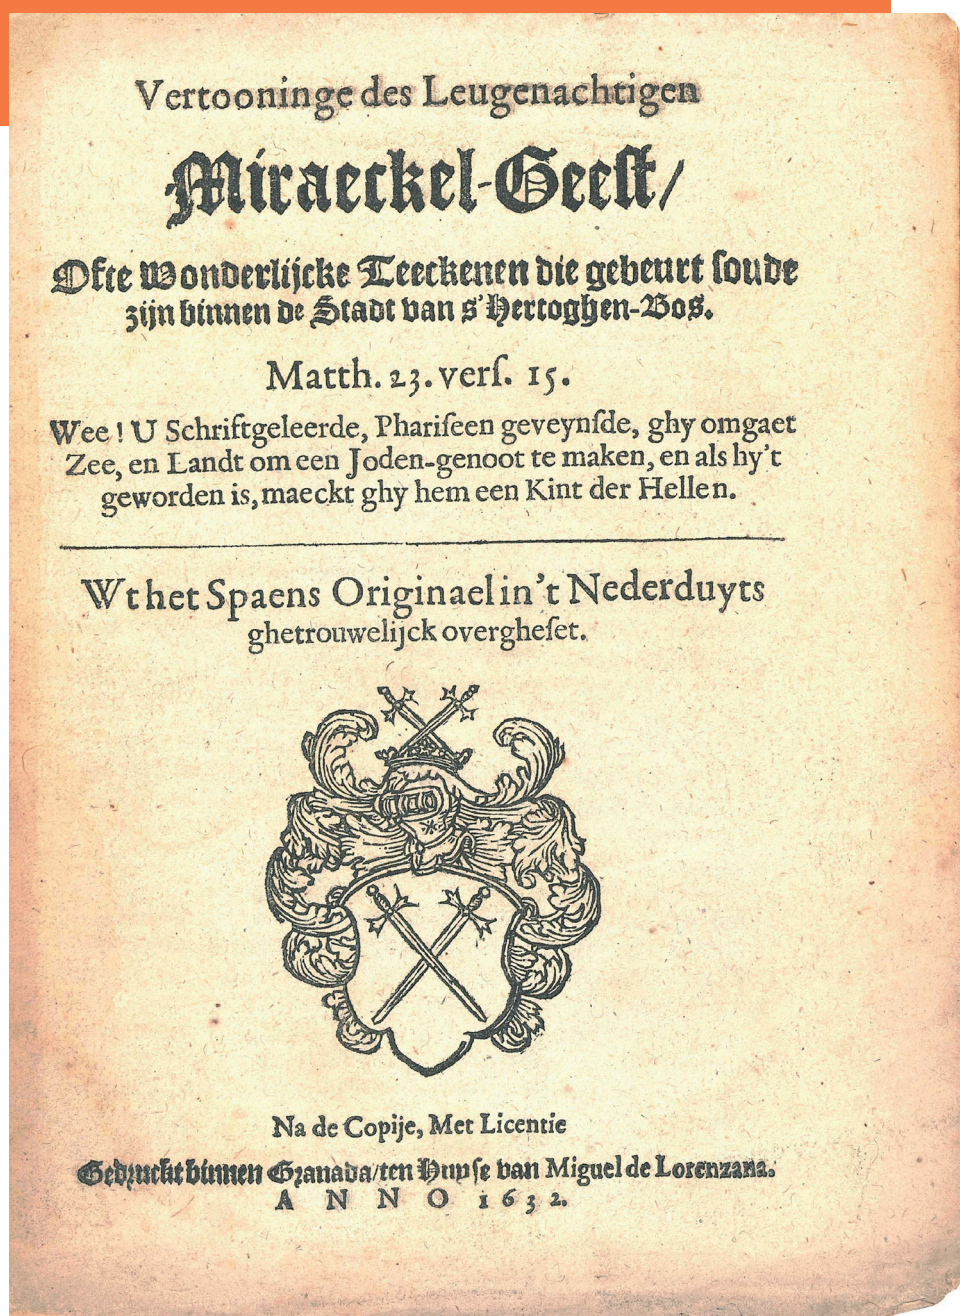 Vertooninge des Leugenachtigen
Miraeckel-Geest/
Ofte Wonderlijcke Teeckenen die gebeurt soude
zijn binnen de Stadt van s'Hertoghen-Bos.
Matth. 23. verſ. 15.
Wee! U Schriftgeleerde, Phariſeen geveynſde, ghy omgaet
Zee, en Landt om een Joden-genoot te maken, en als hy't
geworden is, maeckt ghy hem een Kint der Hellen.
Wt het Spaens Originael in't Nederduyts
ghetrouwelijck overgheſet.
Na de Copije, Met Licentie
Gedruckt binnen Granada/ten Huyse van Miguel de Lorenzana.
ANNO 1632.